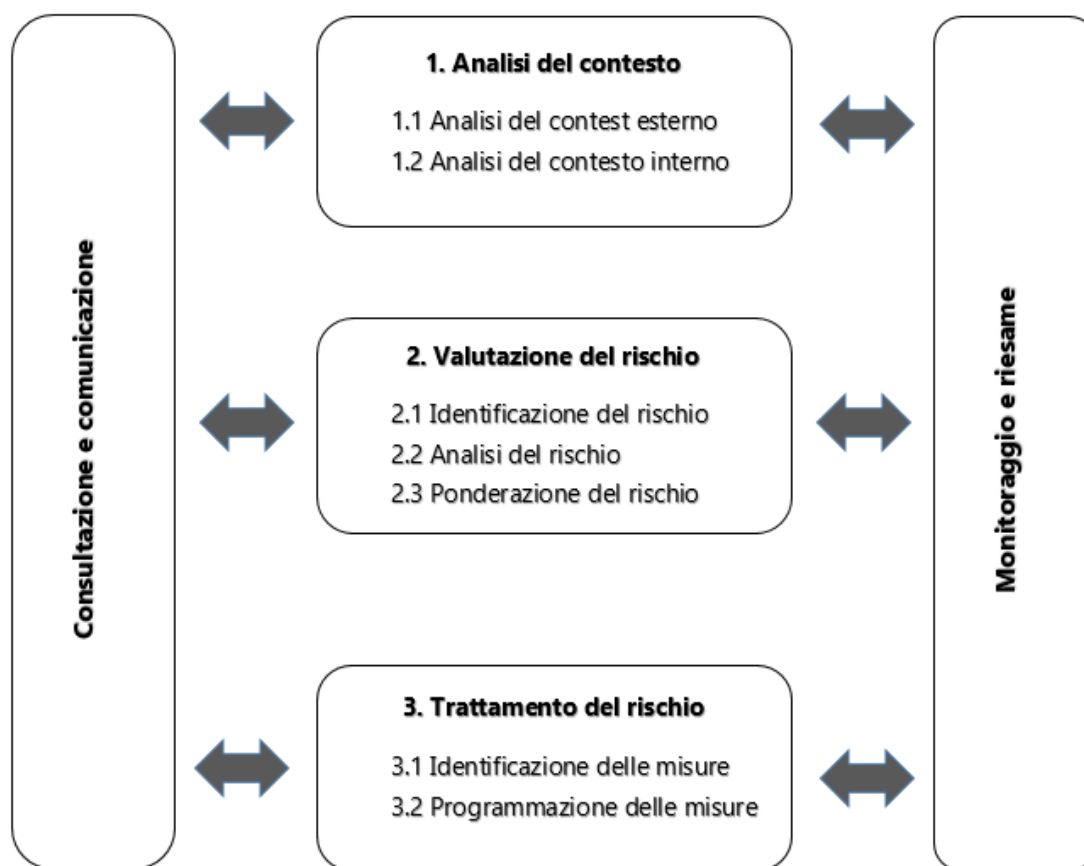 Consultazione e comunicazione
1. Analisi del contesto
1.1 Analisi del contest esterno
1.2 Analisi del contesto interno
2. Valutazione del rischio
2.1 Identificazione del rischio
2.2 Analisi del rischio
2.3 Ponderazione del rischio
3. Trattamento del rischio
3.1 Identificazione delle misure
3.2 Programmazione delle misure
Monitoraggio e riesame